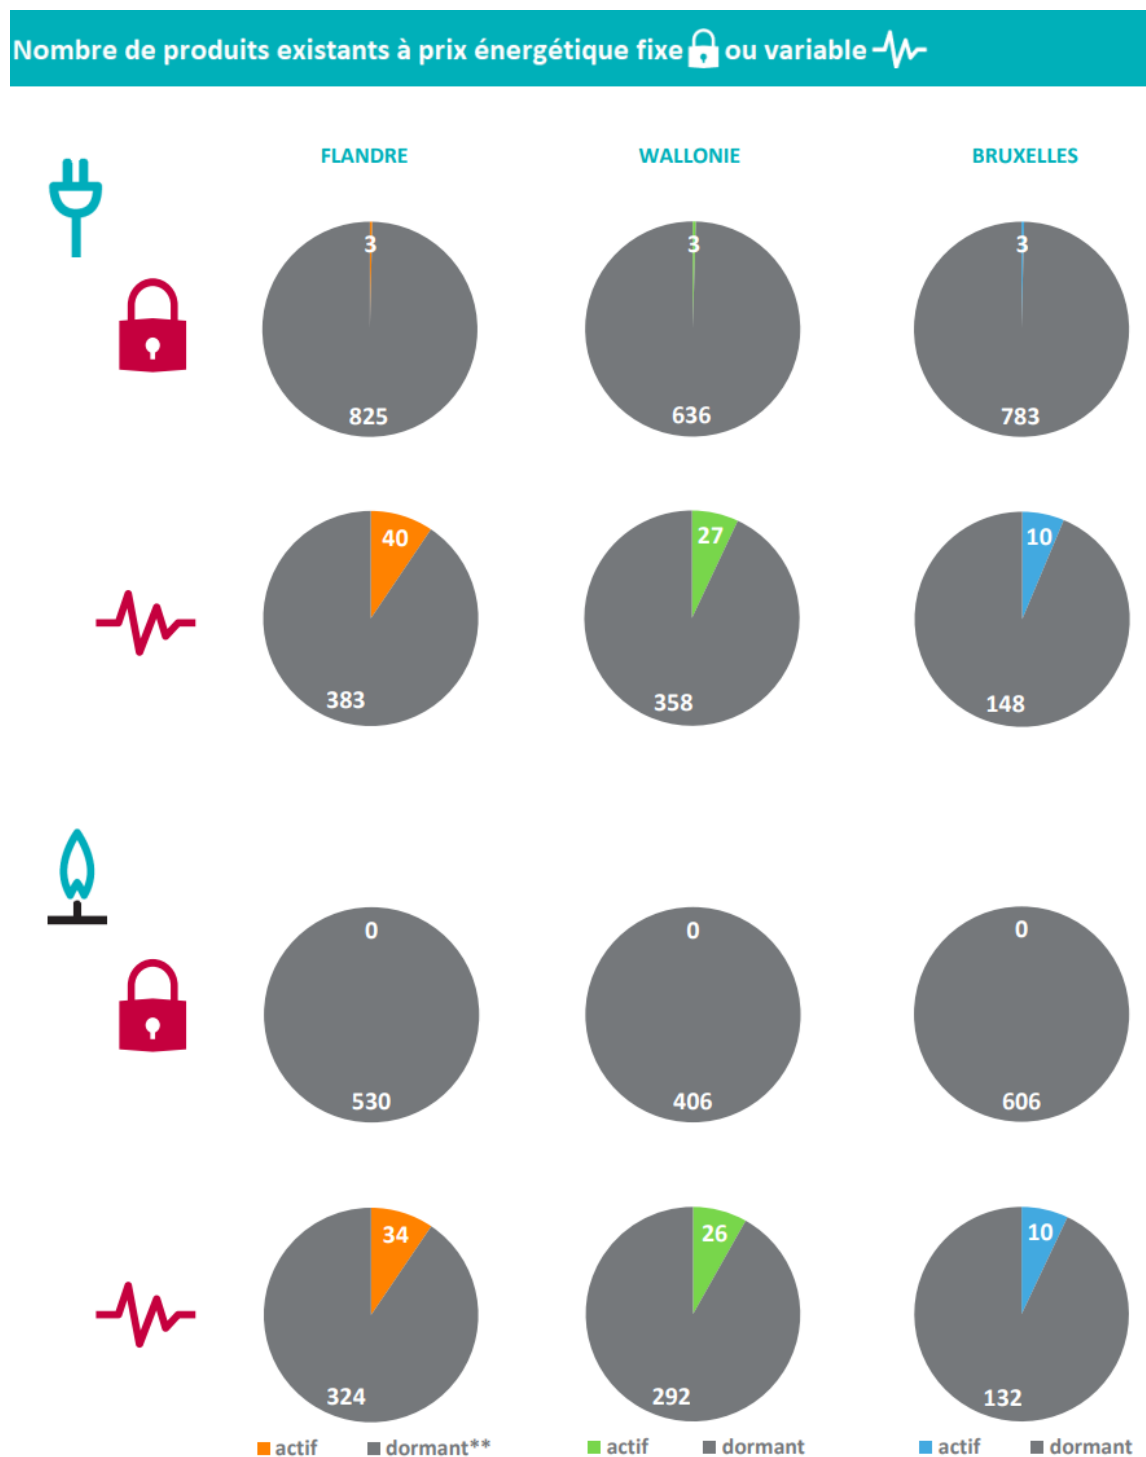 Nombre de produits existants à prix énergétique fixe ou variable
FLANDRE WALLONIE BRUXELLES
3 3 3
825 636 783
40 27 10
383 358 148
0 0 0
530 406 606
34 26 10
324 292 132
actif dormant** actif dormant actif dormant